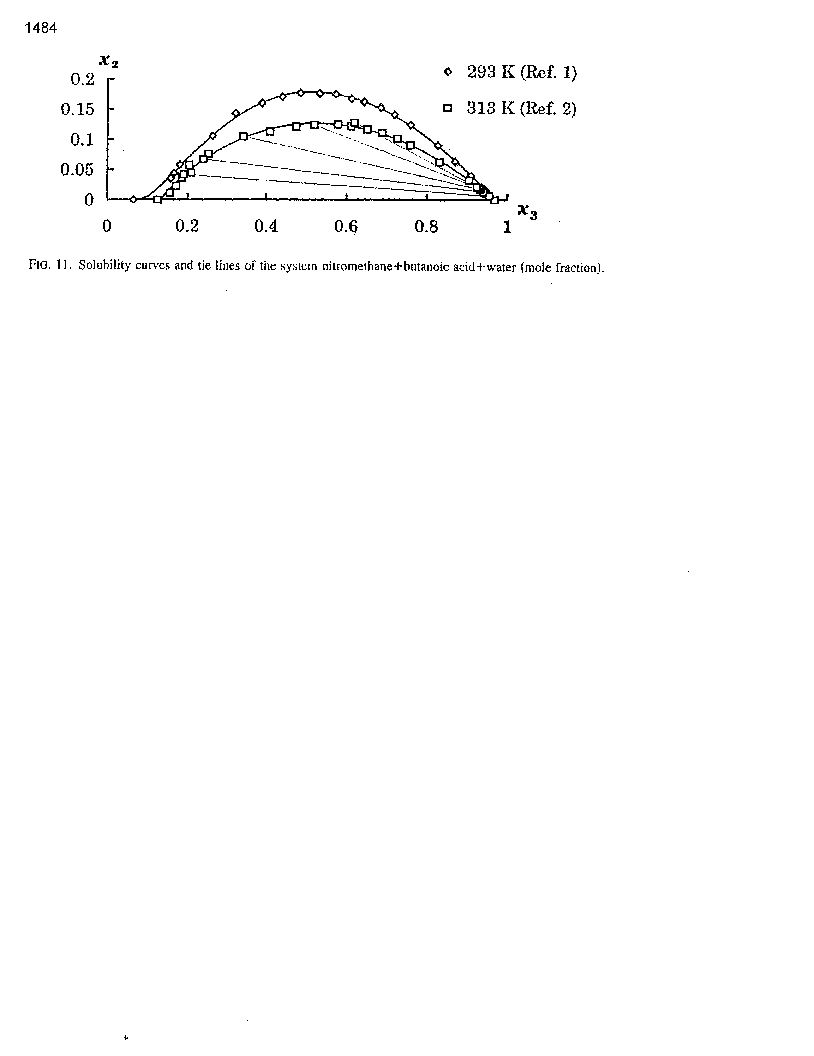 1484
x2
0.2
0.15
0.1
0.05
0
0 0.2 0.4 0.6 0.8 1
x3
293 K (Ref. 1)
313 K (Ref. 2)
FIG. 11. Solubility curves and tie lines of the system nitromethane+butanoic acid+water (mole fraction).